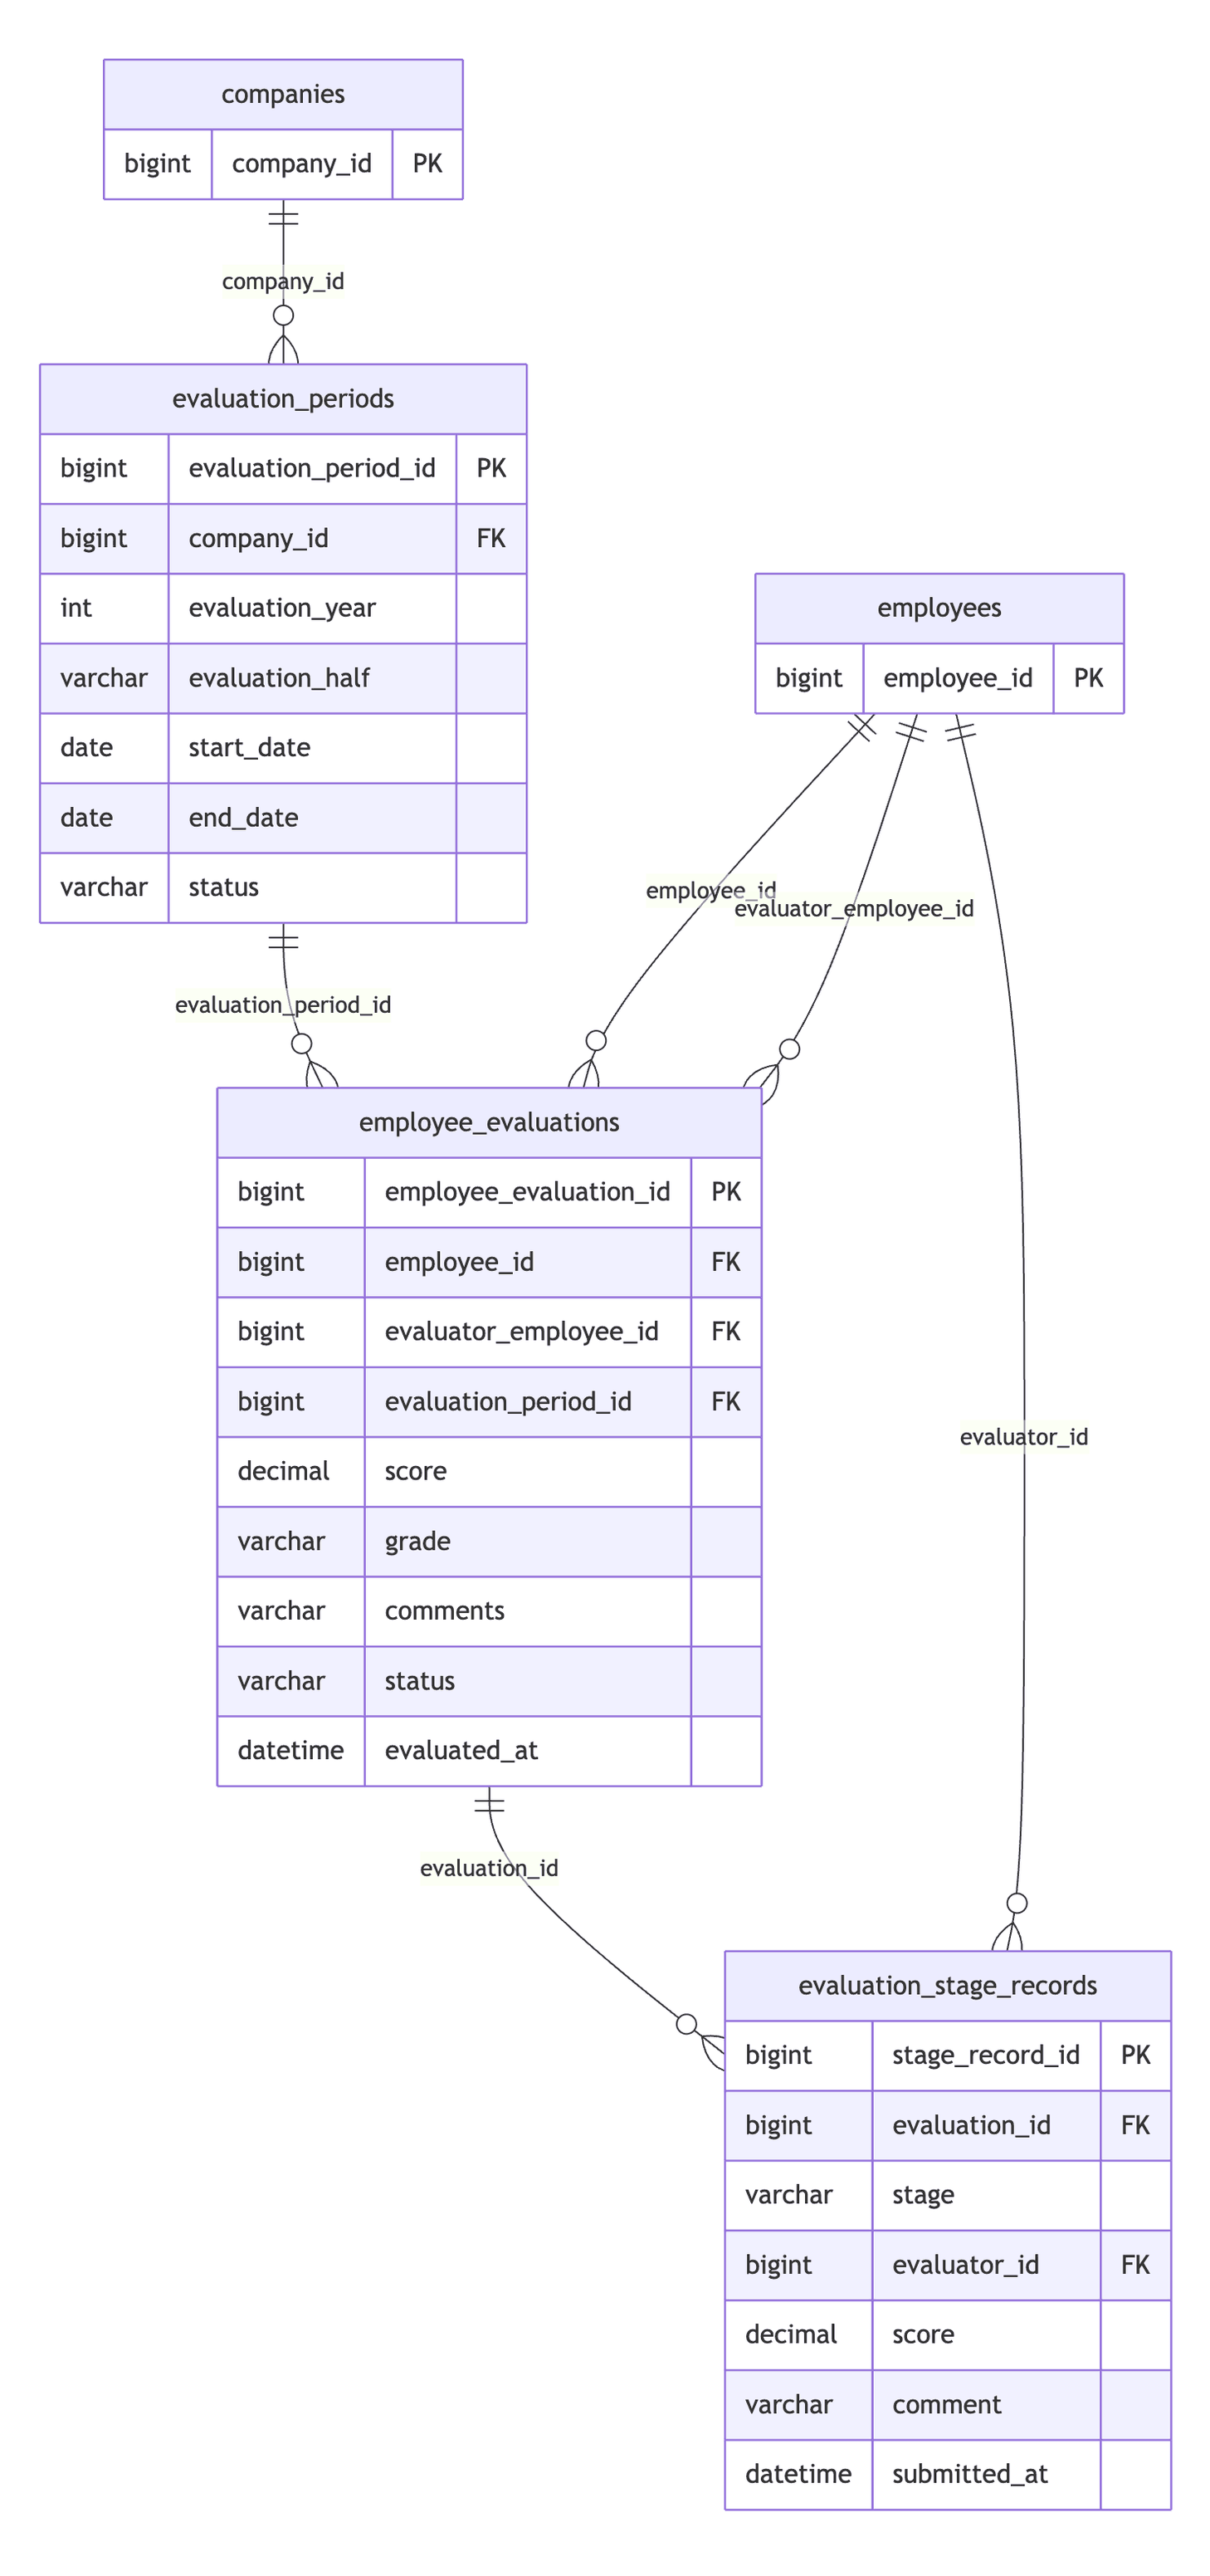 companies
bigint company_id PK
company_id
evaluation_periods
bigint evaluation_period_id PK
bigint company_id FK
int evaluation_year
varchar evaluation_half
date start_date
date end_date
varchar status
employees
bigint employee_id PK
employee_id
evaluator_employee_id
evaluation_period_id
employee_evaluations
bigint employee_evaluation_id PK
bigint employee_id FK
bigint evaluator_employee_id FK
bigint evaluation_period_id FK
decimal score
varchar grade
varchar comments
varchar status
datetime evaluated_at
evaluator_id
evaluation_id
evaluation_stage_records
bigint stage_record_id PK
bigint evaluation_id FK
varchar stage
bigint evaluator_id FK
decimal score
varchar comment
datetime submitted_at